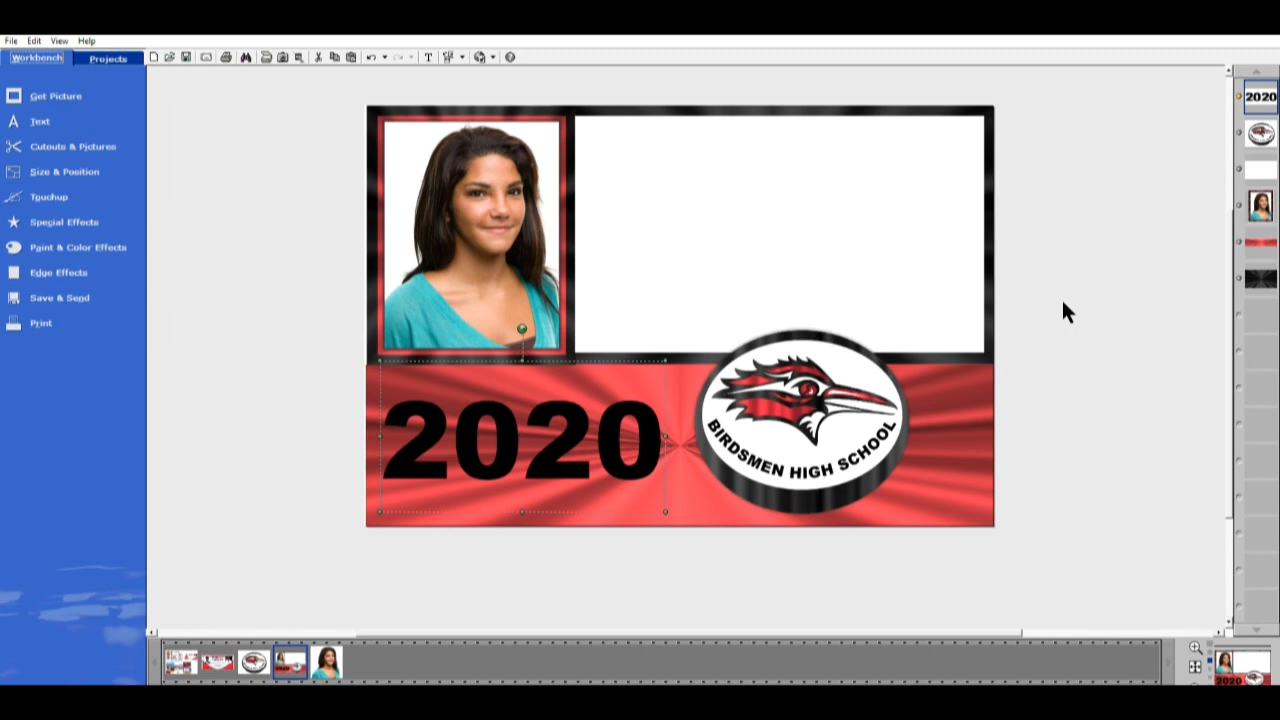 File Edit View Help
Workbench Projects
Get Picture
Text
Cutouts & Pictures
Size & Position
Touchup
Special Effects
Paint & Color Effects
Edge Effects
Save & Send
Print
2020
BIRDSMEN HIGH SCHOOL
2020
2020